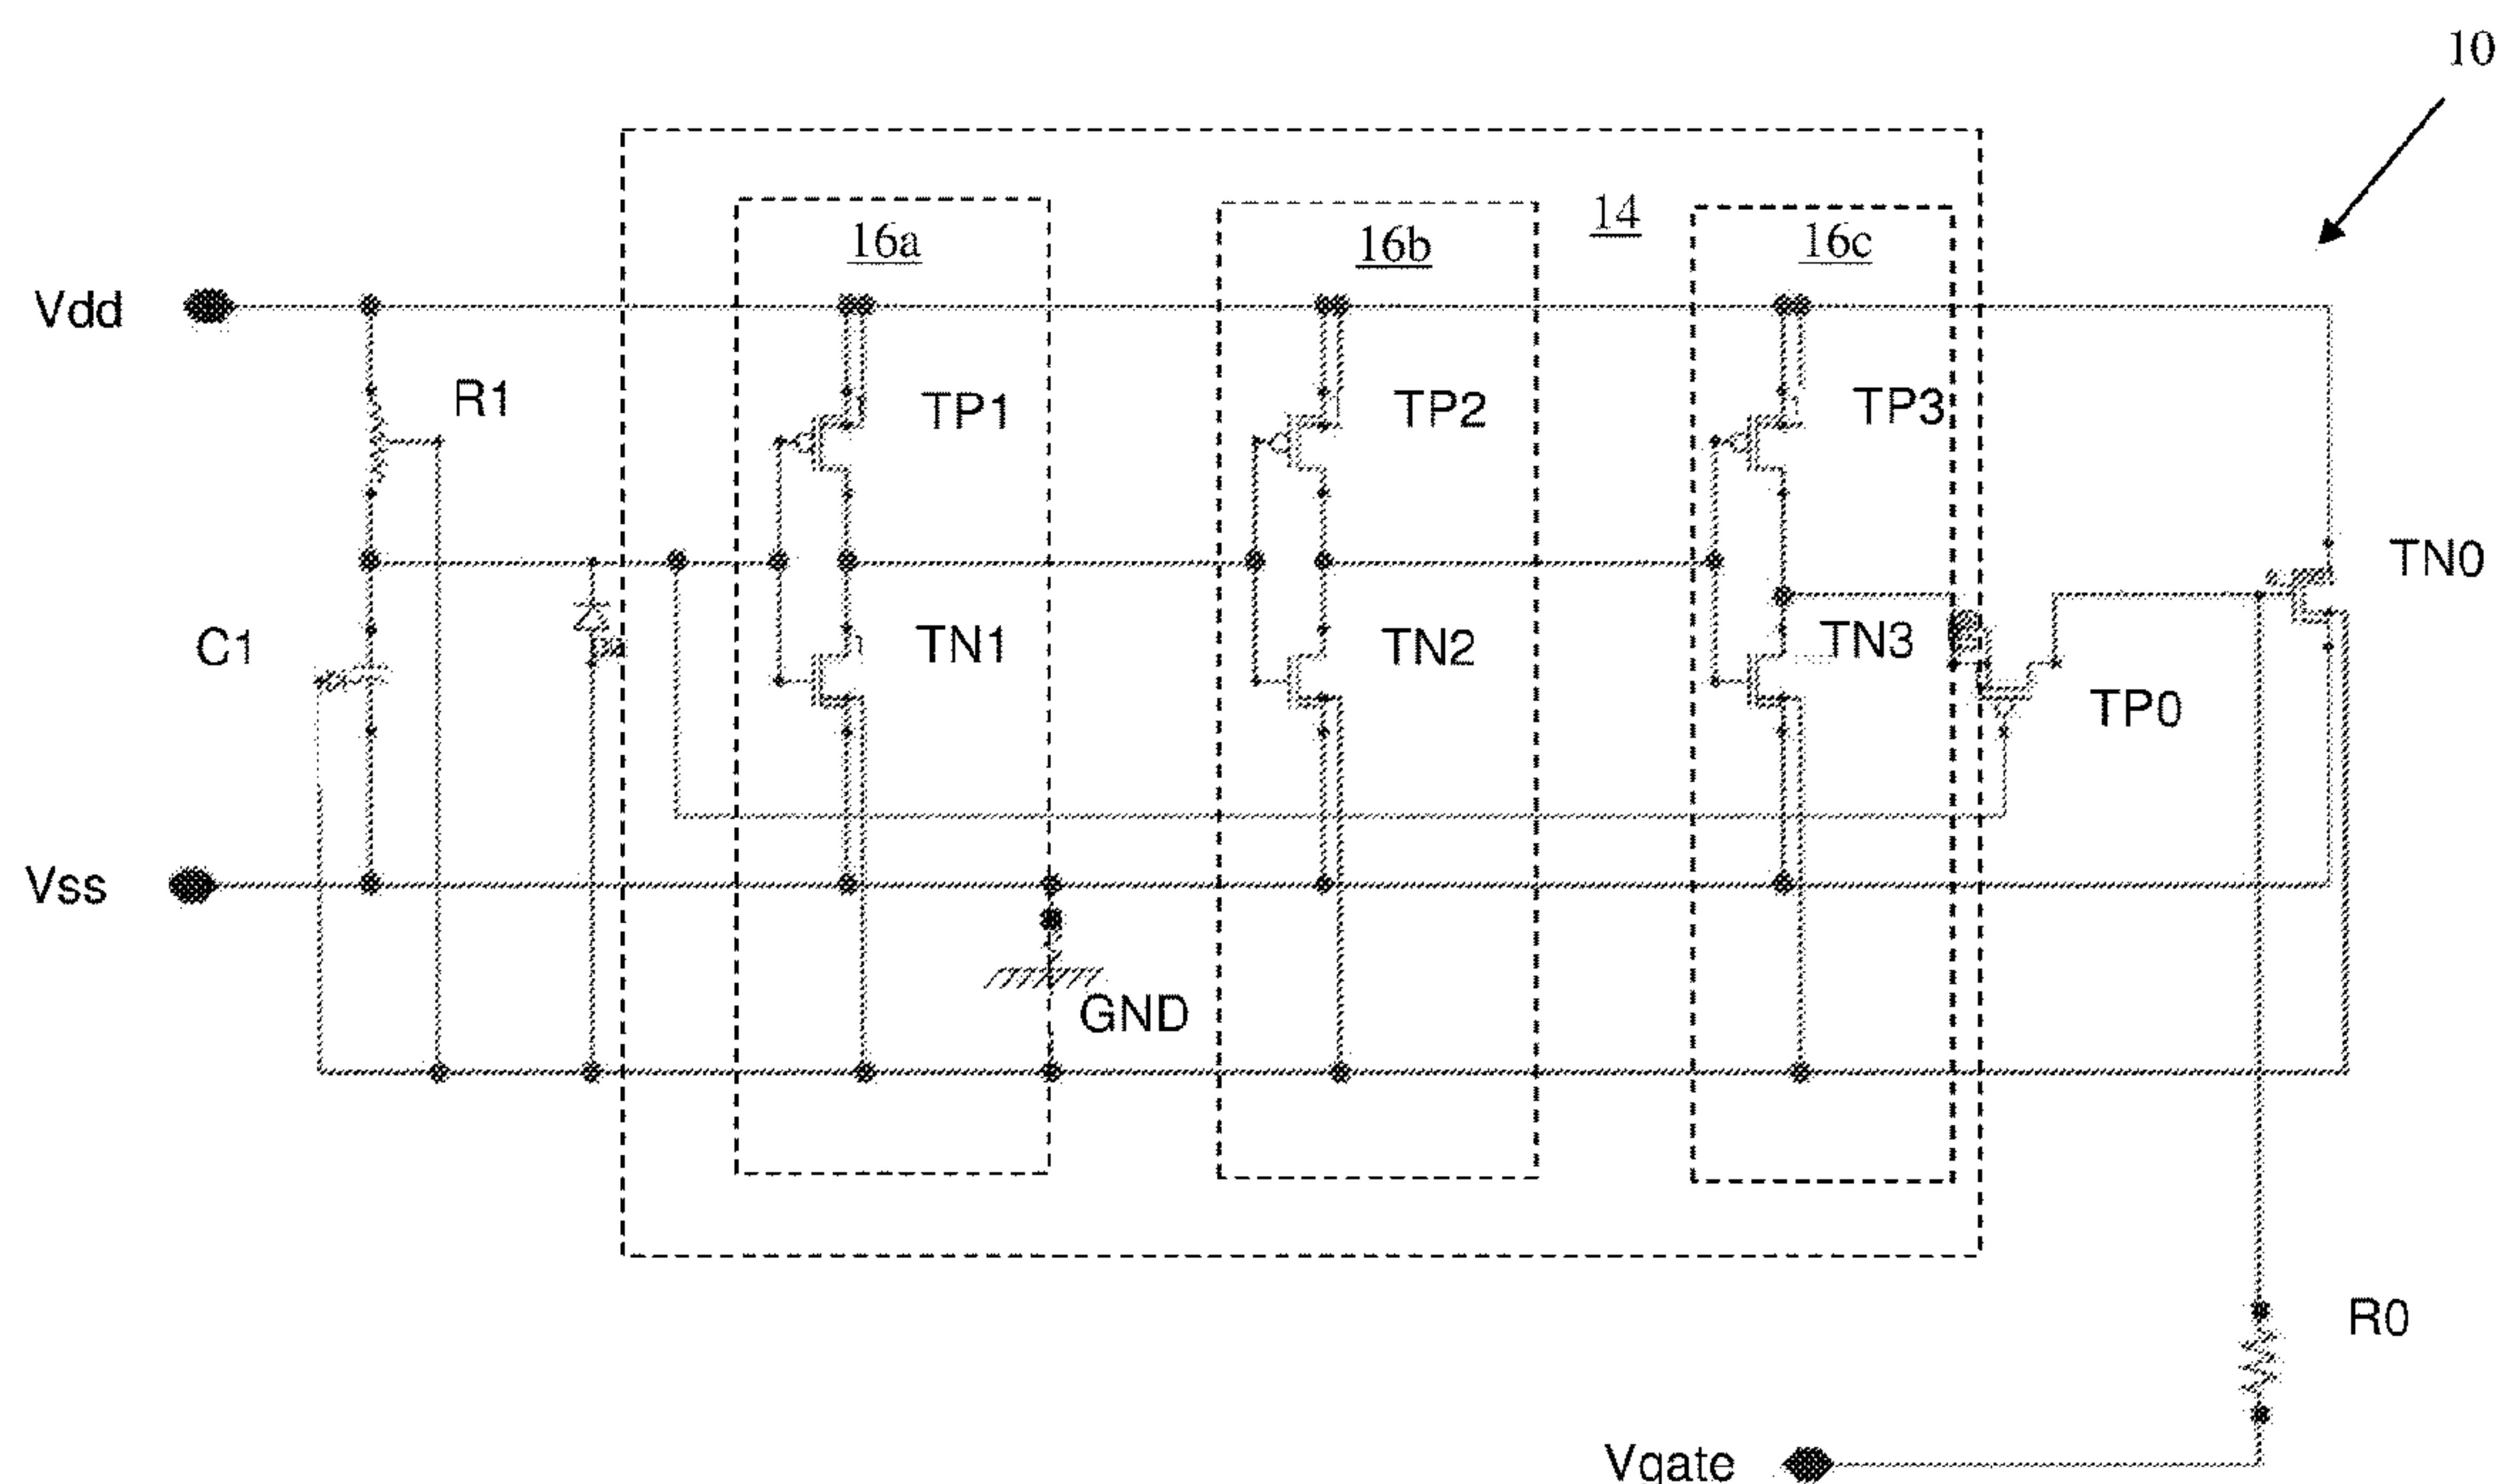 10
14
16a
16b
16c
Vdd
R1
TP1
TP2
TP3
TN0
C1
TN1
TN2
TN3
TP0
Vss
GND
R0
Vgate